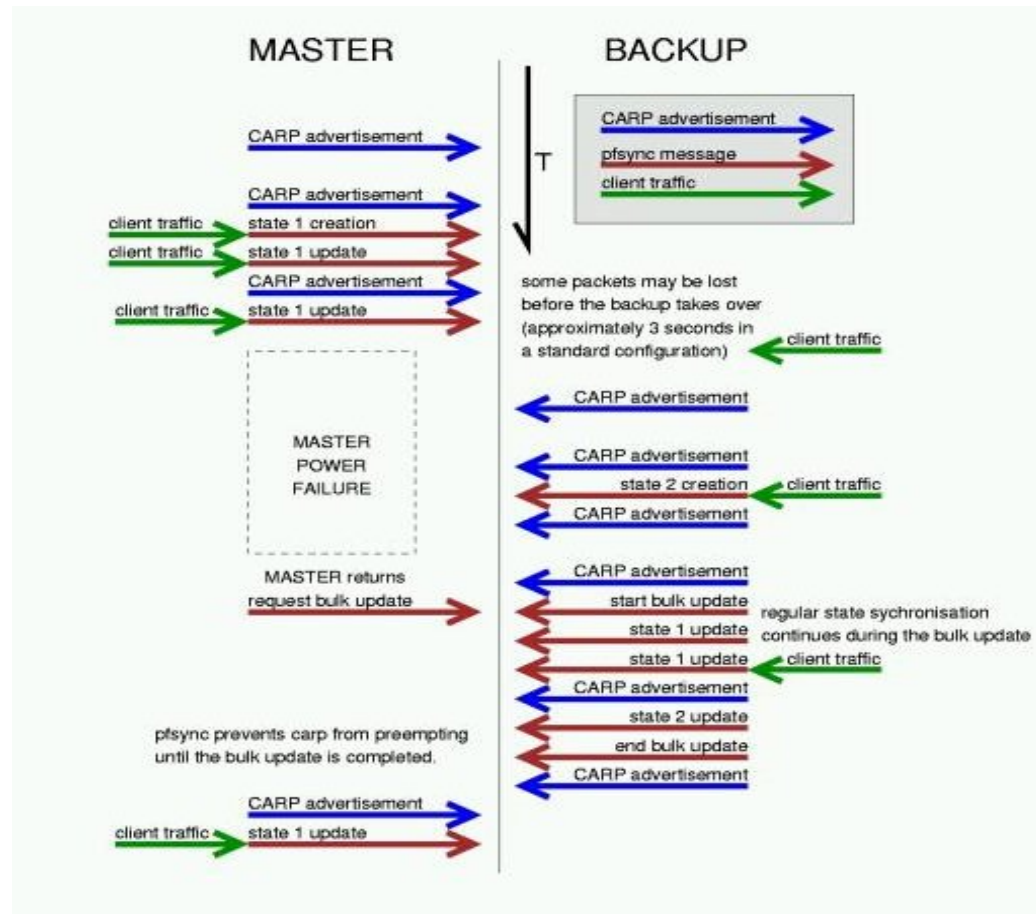 MASTER
BACKUP
CARP advertisement
pfsync message
client traffic
T
CARP advertisement
CARP advertisement
client traffic
state 1 creation
client traffic
state 1 update
CARP advertisement
client traffic
state 1 update
some packets may be lost
before the backup takes over
(approximately 3 seconds in
a standard configuration)
client traffic
MASTER
POWER
FAILURE
CARP advertisement
CARP advertisement
state 2 creation
client traffic
CARP advertisement
MASTER returns
request bulk update
CARP advertisement
start bulk update
state 1 update
regular state sychronisation
continues during the bulk update
state 1 update
client traffic
CARP advertisement
state 2 update
end bulk update
CARP advertisement
pfsync prevents carp from preempting
until the bulk update is completed.
CARP advertisement
client traffic
state 1 update